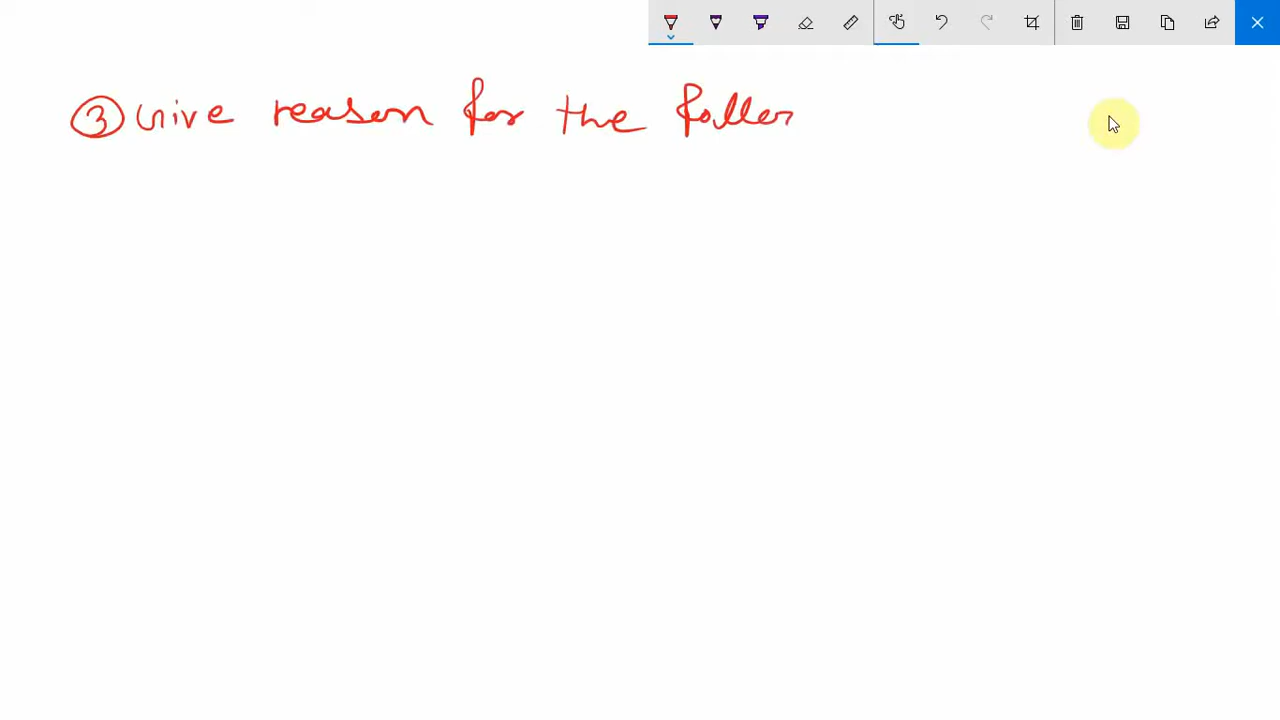 ③ Give reason for the follow